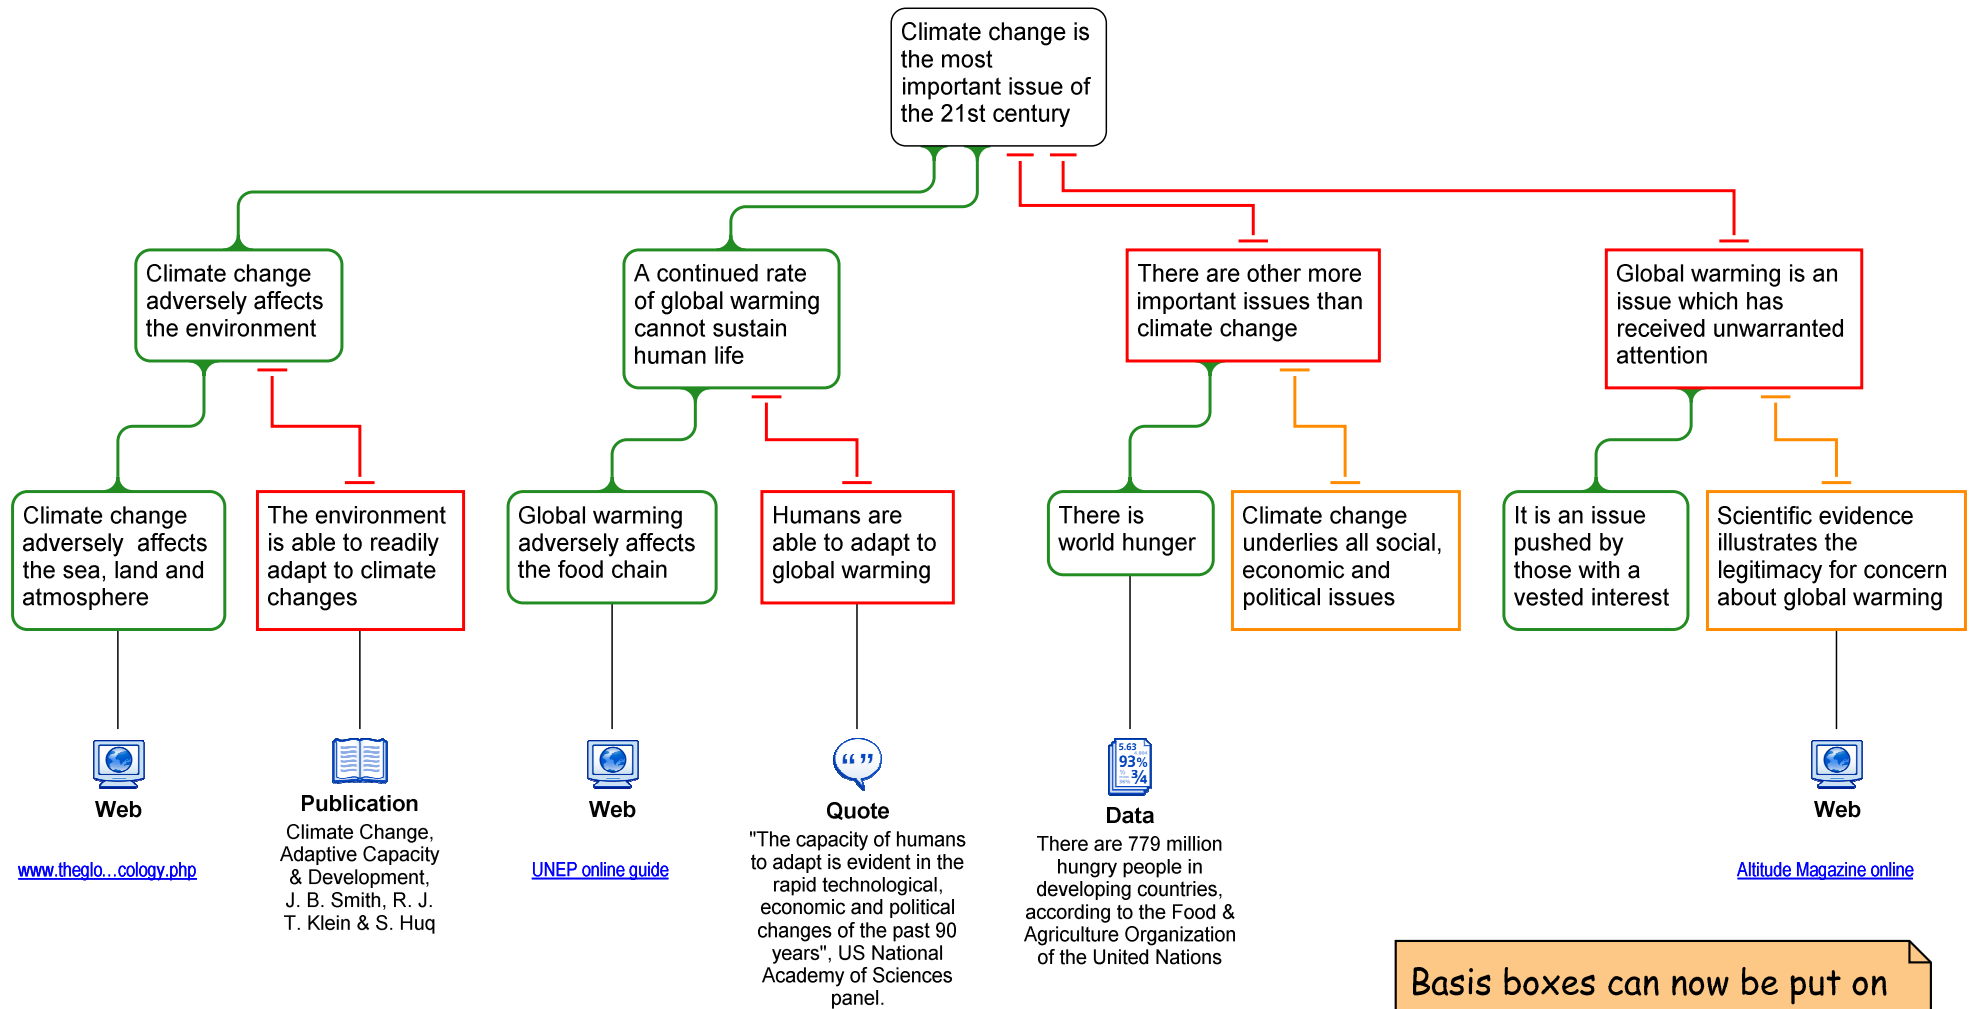 Climate change is
the most
important issue of
the 21st century
Climate change
adversely affects
the environment
A continued rate
of global warming
cannot sustain
human life
There are other more
important issues than
climate change
Global warming is an
issue which has
received unwarranted
attention
Climate change
adversely  affects
the sea, land and
atmosphere
The environment
is able to readily
adapt to climate
changes
Global warming
adversely affects
the food chain
Humans are
able to adapt to
global warming
There is
world hunger
Climate change
underlies all social,
economic and
political issues
It is an issue
pushed by
those with a
vested interest
Scientific evidence
illustrates the
legitimacy for concern
about global warming
Web
www.theglo...cology.php
Publication
Climate Change,
Adaptive Capacity
& Development,
J. B. Smith, R. J.
T. Klein & S. Huq
Web
UNEP online guide
“ ”
Quote
"The capacity of humans
to adapt is evident in the
rapid technological,
economic and political
changes of the past 90
years", US National
Academy of Sciences
panel.
5.63
93%
3/4
Data
There are 779 million
hungry people in
developing countries,
according to the Food &
Agriculture Organization
of the United Nations
Web
Altitude Magazine online
Basis boxes can now be put on